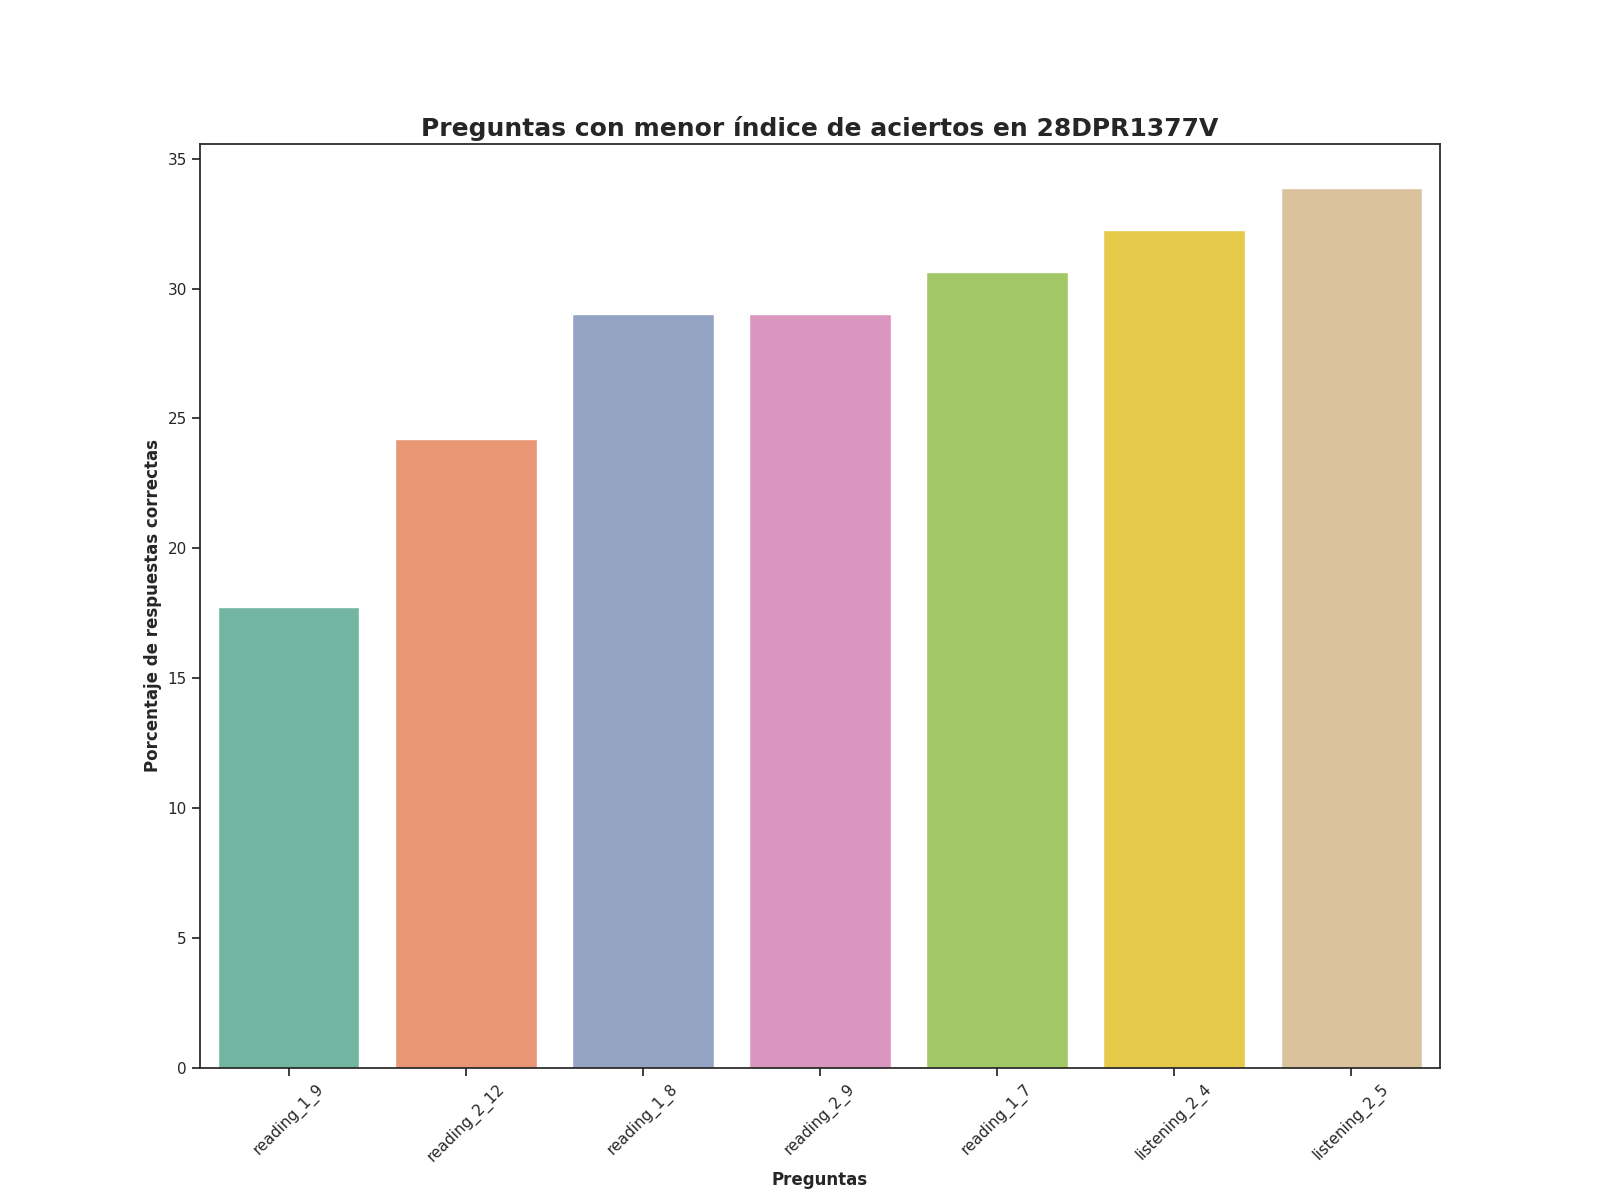 Preguntas con menor índice de aciertos en 28DPR1377V
Porcentaje de respuestas correctas
35
30
25
20
15
10
5
0
reading_1_9
reading_2_12
reading_1_8
reading_2_9
reading_1_7
listening_2_4
listening_2_5
Preguntas